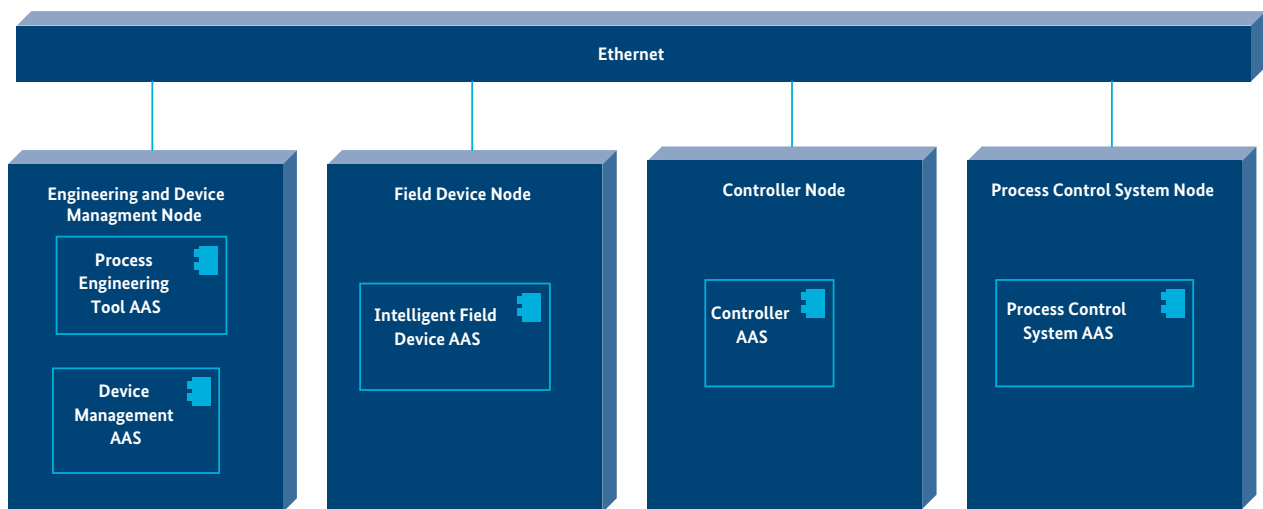 Ethernet
Engineering and Device
Managment Node
Process
Engineering
Tool AAS
Device
Management
AAS
Field Device Node
Intelligent Field
Device AAS
Controller Node
Controller
AAS
Process Control System Node
Process Control
System AAS